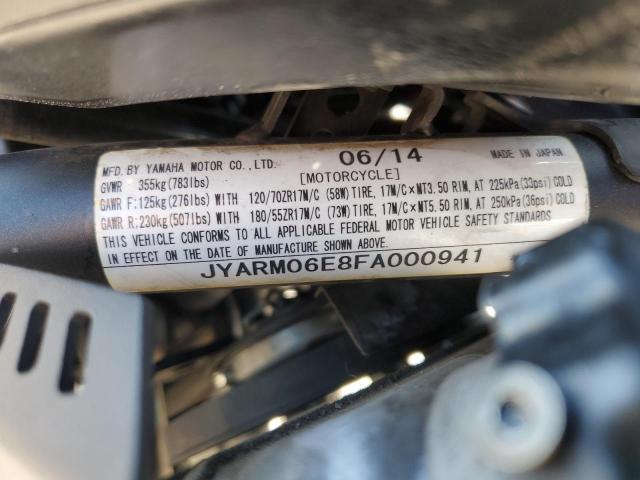 06/14
MFD. BY YAMAHA MOTOR CO., LTD. [MOTORCYCLE] MADE IN JAPAN
GVWR 355kg (783lbs)
GAWR F:125kg (276lbs) WITH 120/70ZR17M/C (58W) TIRE, 17M/C×MT3.50 RIM, AT 225kPa(33psi) COLD
GAWR R:230kg (507lbs) WITH 180/55ZR17M/C (73W) TIRE, 17M/C×MT5.50 RIM, AT 250kPa(36psi) COLD
THIS VEHICLE CONFORMS TO ALL APPLICABLE FEDERAL MOTOR VEHICLE SAFETY STANDARDS
IN EFFECT ON THE DATE OF MANUFACTURE SHOWN ABOVE.
JYARM06E8FA000941